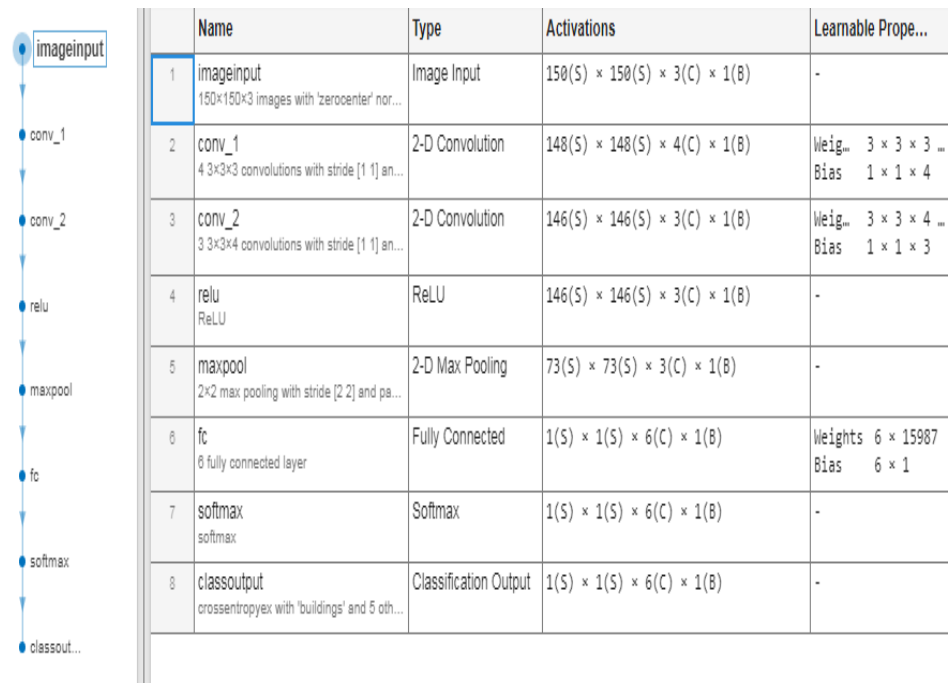 imageinput
conv_1
conv_2
relu
maxpool
fc
softmax
classout...
Name Type Activations Learnable Prope...
1 imageinput Image Input 150(S) × 150(S) × 3(C) × 1(B) -
150×150×3 images with 'zerocenter' nor...
2 conv_1 2-D Convolution 148(S) × 148(S) × 4(C) × 1(B) Weig… 3 × 3 × 3 …
4 3×3×3 convolutions with stride [1 1] an... Bias 1 × 1 × 4
3 conv_2 2-D Convolution 146(S) × 146(S) × 3(C) × 1(B) Weig… 3 × 3 × 4 …
3 3×3×4 convolutions with stride [1 1] an... Bias 1 × 1 × 3
4 relu ReLU 146(S) × 146(S) × 3(C) × 1(B) -
ReLU
5 maxpool 2-D Max Pooling 73(S) × 73(S) × 3(C) × 1(B) -
2×2 max pooling with stride [2 2] and pa...
6 fc Fully Connected 1(S) × 1(S) × 6(C) × 1(B) Weights 6 × 15987
6 fully connected layer Bias 6 × 1
7 softmax Softmax 1(S) × 1(S) × 6(C) × 1(B) -
softmax
8 classoutput Classification Output 1(S) × 1(S) × 6(C) × 1(B) -
crossentropyex with 'buildings' and 5 oth...